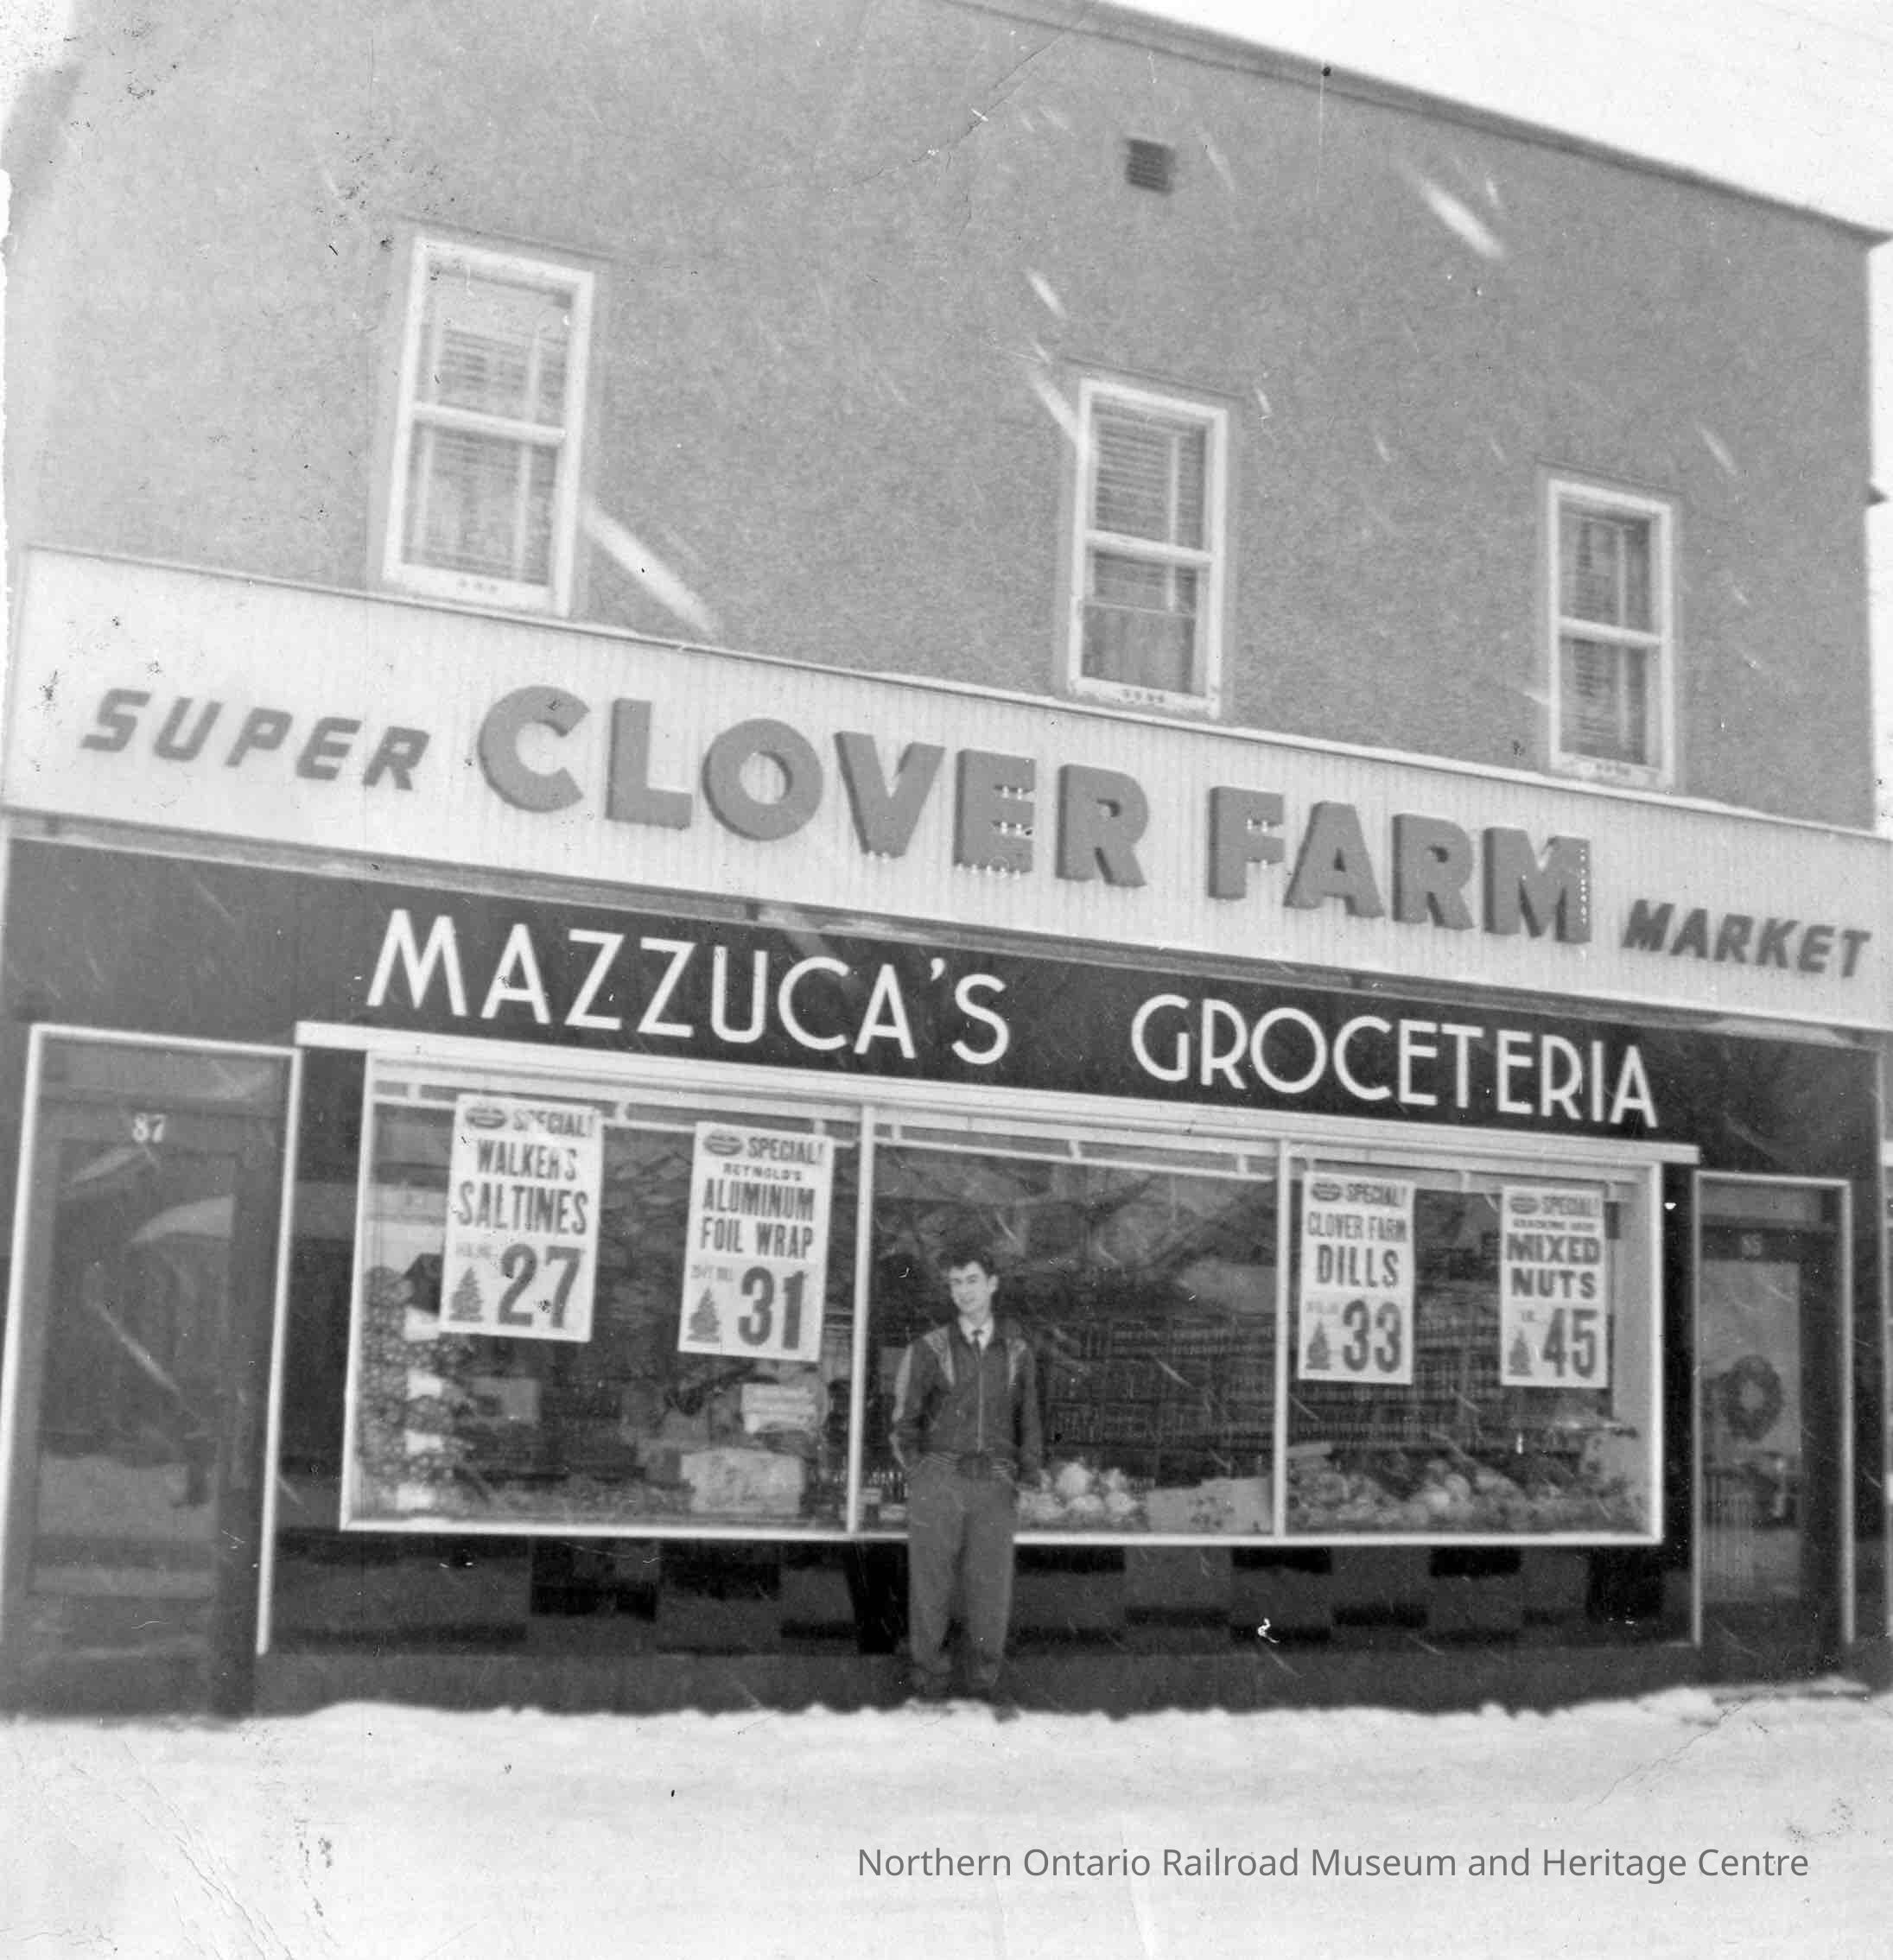 SUPER CLOVER FARM MARKET
MAZZUCA'S GROCETERIA
87
SPECIAL!
WALKER'S
SALTINES
27
SPECIAL!
REYNOLD'S
ALUMINUM
FOIL WRAP
31
SPECIAL!
CLOVER FARM
DILLS
33
SPECIAL!
MIXED
NUTS
45
Northern Ontario Railroad Museum and Heritage Centre